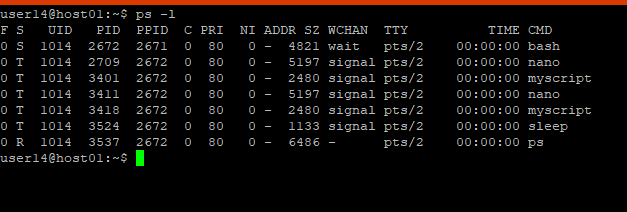 user14@host01:~$ ps -l
F S   UID   PID  PPID  C PRI  NI ADDR SZ WCHAN  TTY          TIME CMD
0 S  1014  2672  2671  0  80   0 -  4821 wait   pts/2    00:00:00 bash
0 T  1014  2709  2672  0  80   0 -  5197 signal pts/2    00:00:00 nano
0 T  1014  3401  2672  0  80   0 -  2480 signal pts/2    00:00:00 myscript
0 T  1014  3411  2672  0  80   0 -  5197 signal pts/2    00:00:00 nano
0 T  1014  3418  2672  0  80   0 -  2480 signal pts/2    00:00:00 myscript
0 T  1014  3524  2672  0  80   0 -  1133 signal pts/2    00:00:00 sleep
0 R  1014  3537  2672  0  80   0 -  6486 -      pts/2    00:00:00 ps
user14@host01:~$